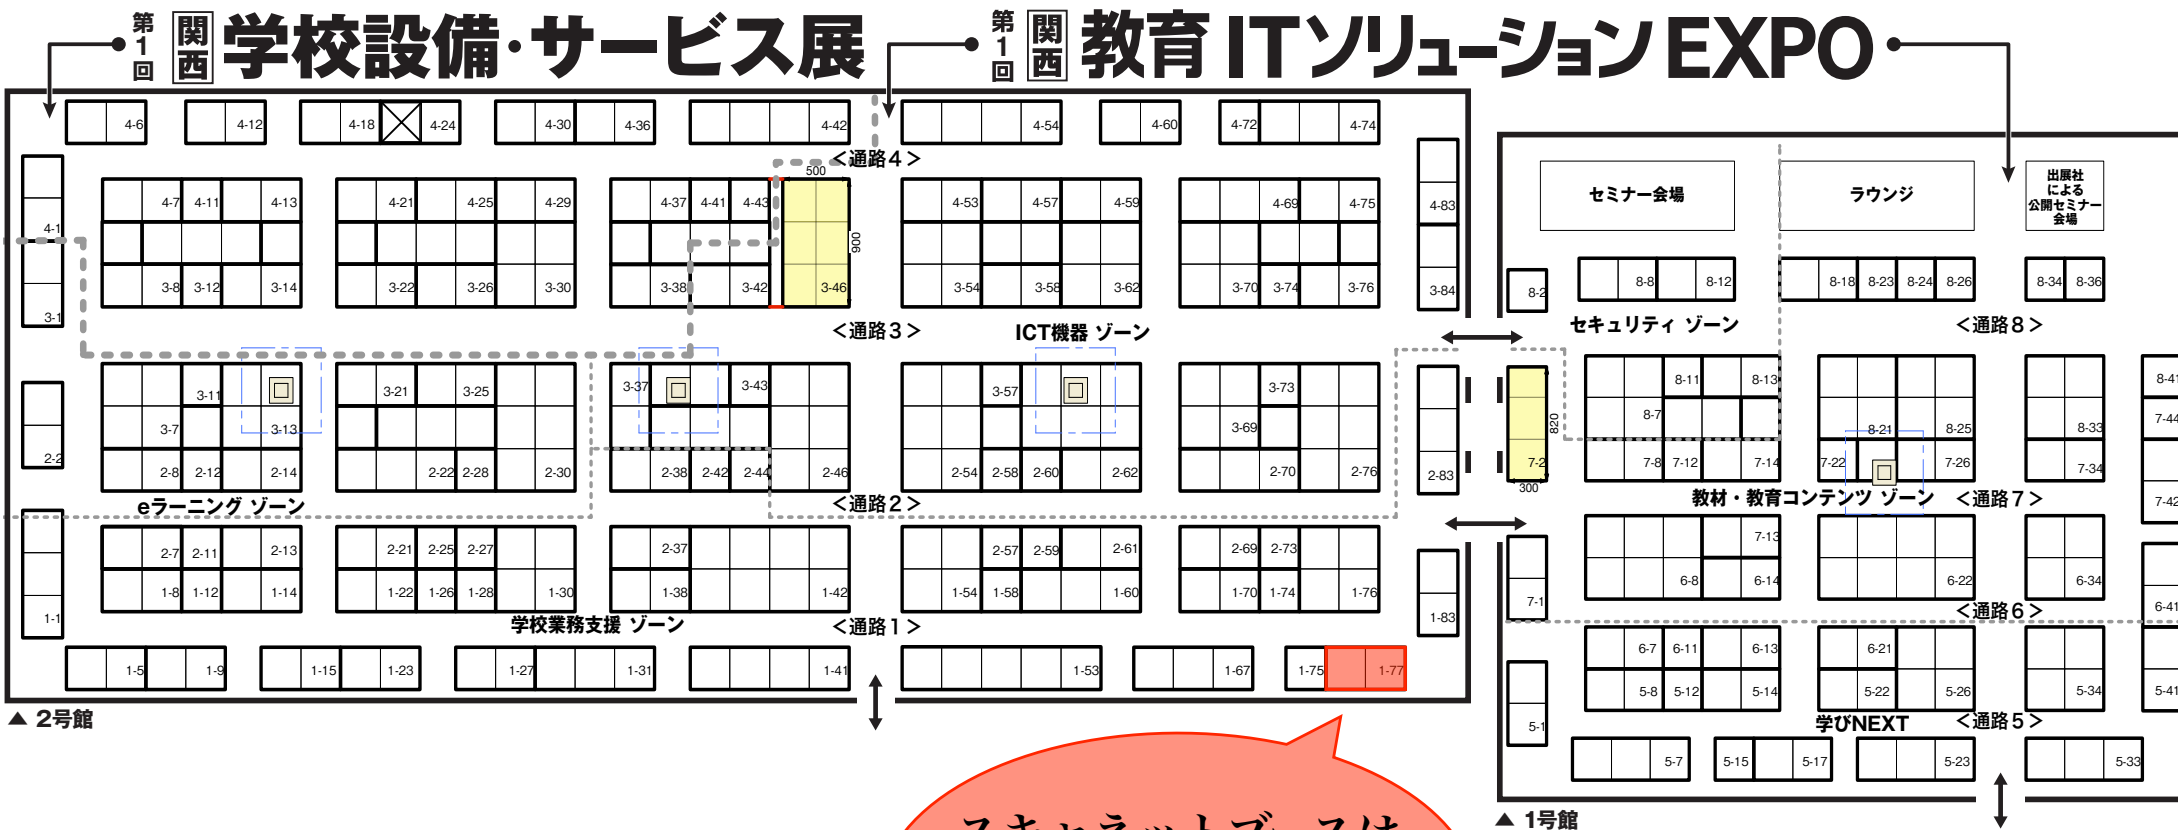 第1回 関西 学校設備・サービス展
第1回 関西 教育ITソリューションEXPO
4-6 4-12 4-18 4-24 4-30 4-36 4-42 4-54 4-60 4-72 4-74
<通路4>
500
4-1 4-7 4-11 4-13 4-21 4-25 4-29 4-37 4-41 4-43 4-53 4-57 4-59 4-69 4-75 4-83
900
3-1 3-8 3-12 3-14 3-22 3-26 3-30 3-38 3-42 3-46 3-54 3-58 3-62 3-70 3-74 3-76 3-84
<通路3>
ICT機器 ゾーン
3-7 3-11 3-13 3-21 3-25 3-37 3-43 3-57 3-69 3-73
2-2 2-8 2-12 2-14 2-22 2-28 2-30 2-38 2-42 2-44 2-46 2-54 2-58 2-60 2-62 2-70 2-76 2-83
eラーニング ゾーン
<通路2>
2-7 2-11 2-13 2-21 2-25 2-27 2-37 2-57 2-59 2-61 2-69 2-73
1-1 1-8 1-12 1-14 1-22 1-26 1-28 1-30 1-38 1-42 1-54 1-58 1-60 1-70 1-74 1-76 1-83
学校業務支援 ゾーン
<通路1>
1-5 1-9 1-15 1-23 1-27 1-31 1-41 1-53 1-67 1-75 1-77
▲ 2号館
スキャネットブースは
セミナー会場
ラウンジ
出展社
による
公開セミナー
会場
8-2 8-8 8-12 8-18 8-23 8-24 8-26 8-34 8-36
セキュリティ ゾーン
<通路8>
8-7 8-11 8-13 8-21 8-25 8-33 8-41
7-44
820
7-2 7-8 7-12 7-14 7-22 7-26 7-34 7-42
300
教材・教育コンテンツ ゾーン
<通路7>
7-13
7-1 6-8 6-14 6-22 6-34 6-41
<通路6>
6-7 6-11 6-13 6-21
5-1 5-8 5-12 5-14 5-22 5-26 5-34 5-41
学びNEXT
<通路5>
5-7 5-15 5-17 5-23 5-33
▲ 1号館